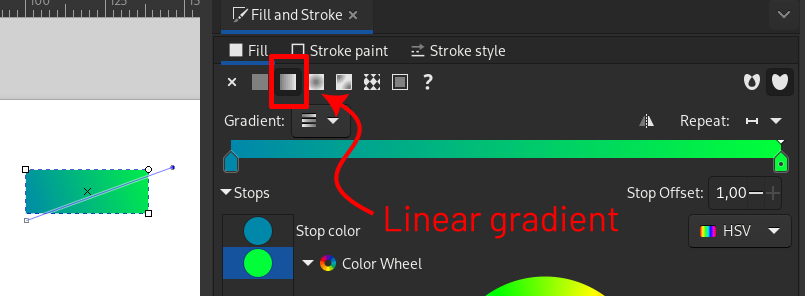 100 125 15
Fill and Stroke ×
Fill Stroke paint Stroke style
?
Gradient: Repeat:
Stops Stop Offset: 1,00 — +
Linear gradient
Stop color HSV
Color Wheel